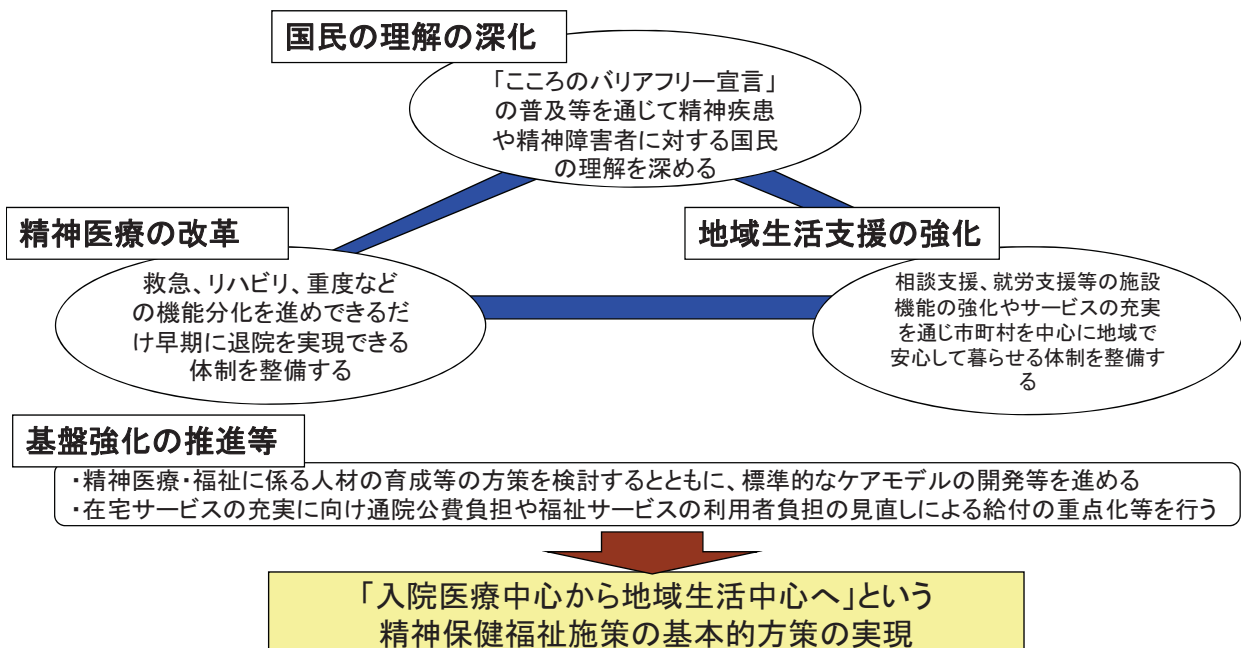 国民の理解の深化
「こころのバリアフリー宣言」
の普及等を通じて精神疾患
や精神障害者に対する国民
の理解を深める
精神医療の改革
救急、リハビリ、重度など
の機能分化を進めできるだ
け早期に退院を実現できる
体制を整備する
地域生活支援の強化
相談支援、就労支援等の施設
機能の強化やサービスの充実
を通じ市町村を中心に地域で
安心して暮らせる体制を整備す
る
基盤強化の推進等
・精神医療・福祉に係る人材の育成等の方策を検討するとともに、標準的なケアモデルの開発等を進める
・在宅サービスの充実に向け通院公費負担や福祉サービスの利用者負担の見直しによる給付の重点化等を行う
「入院医療中心から地域生活中心へ」という
精神保健福祉施策の基本的方策の実現